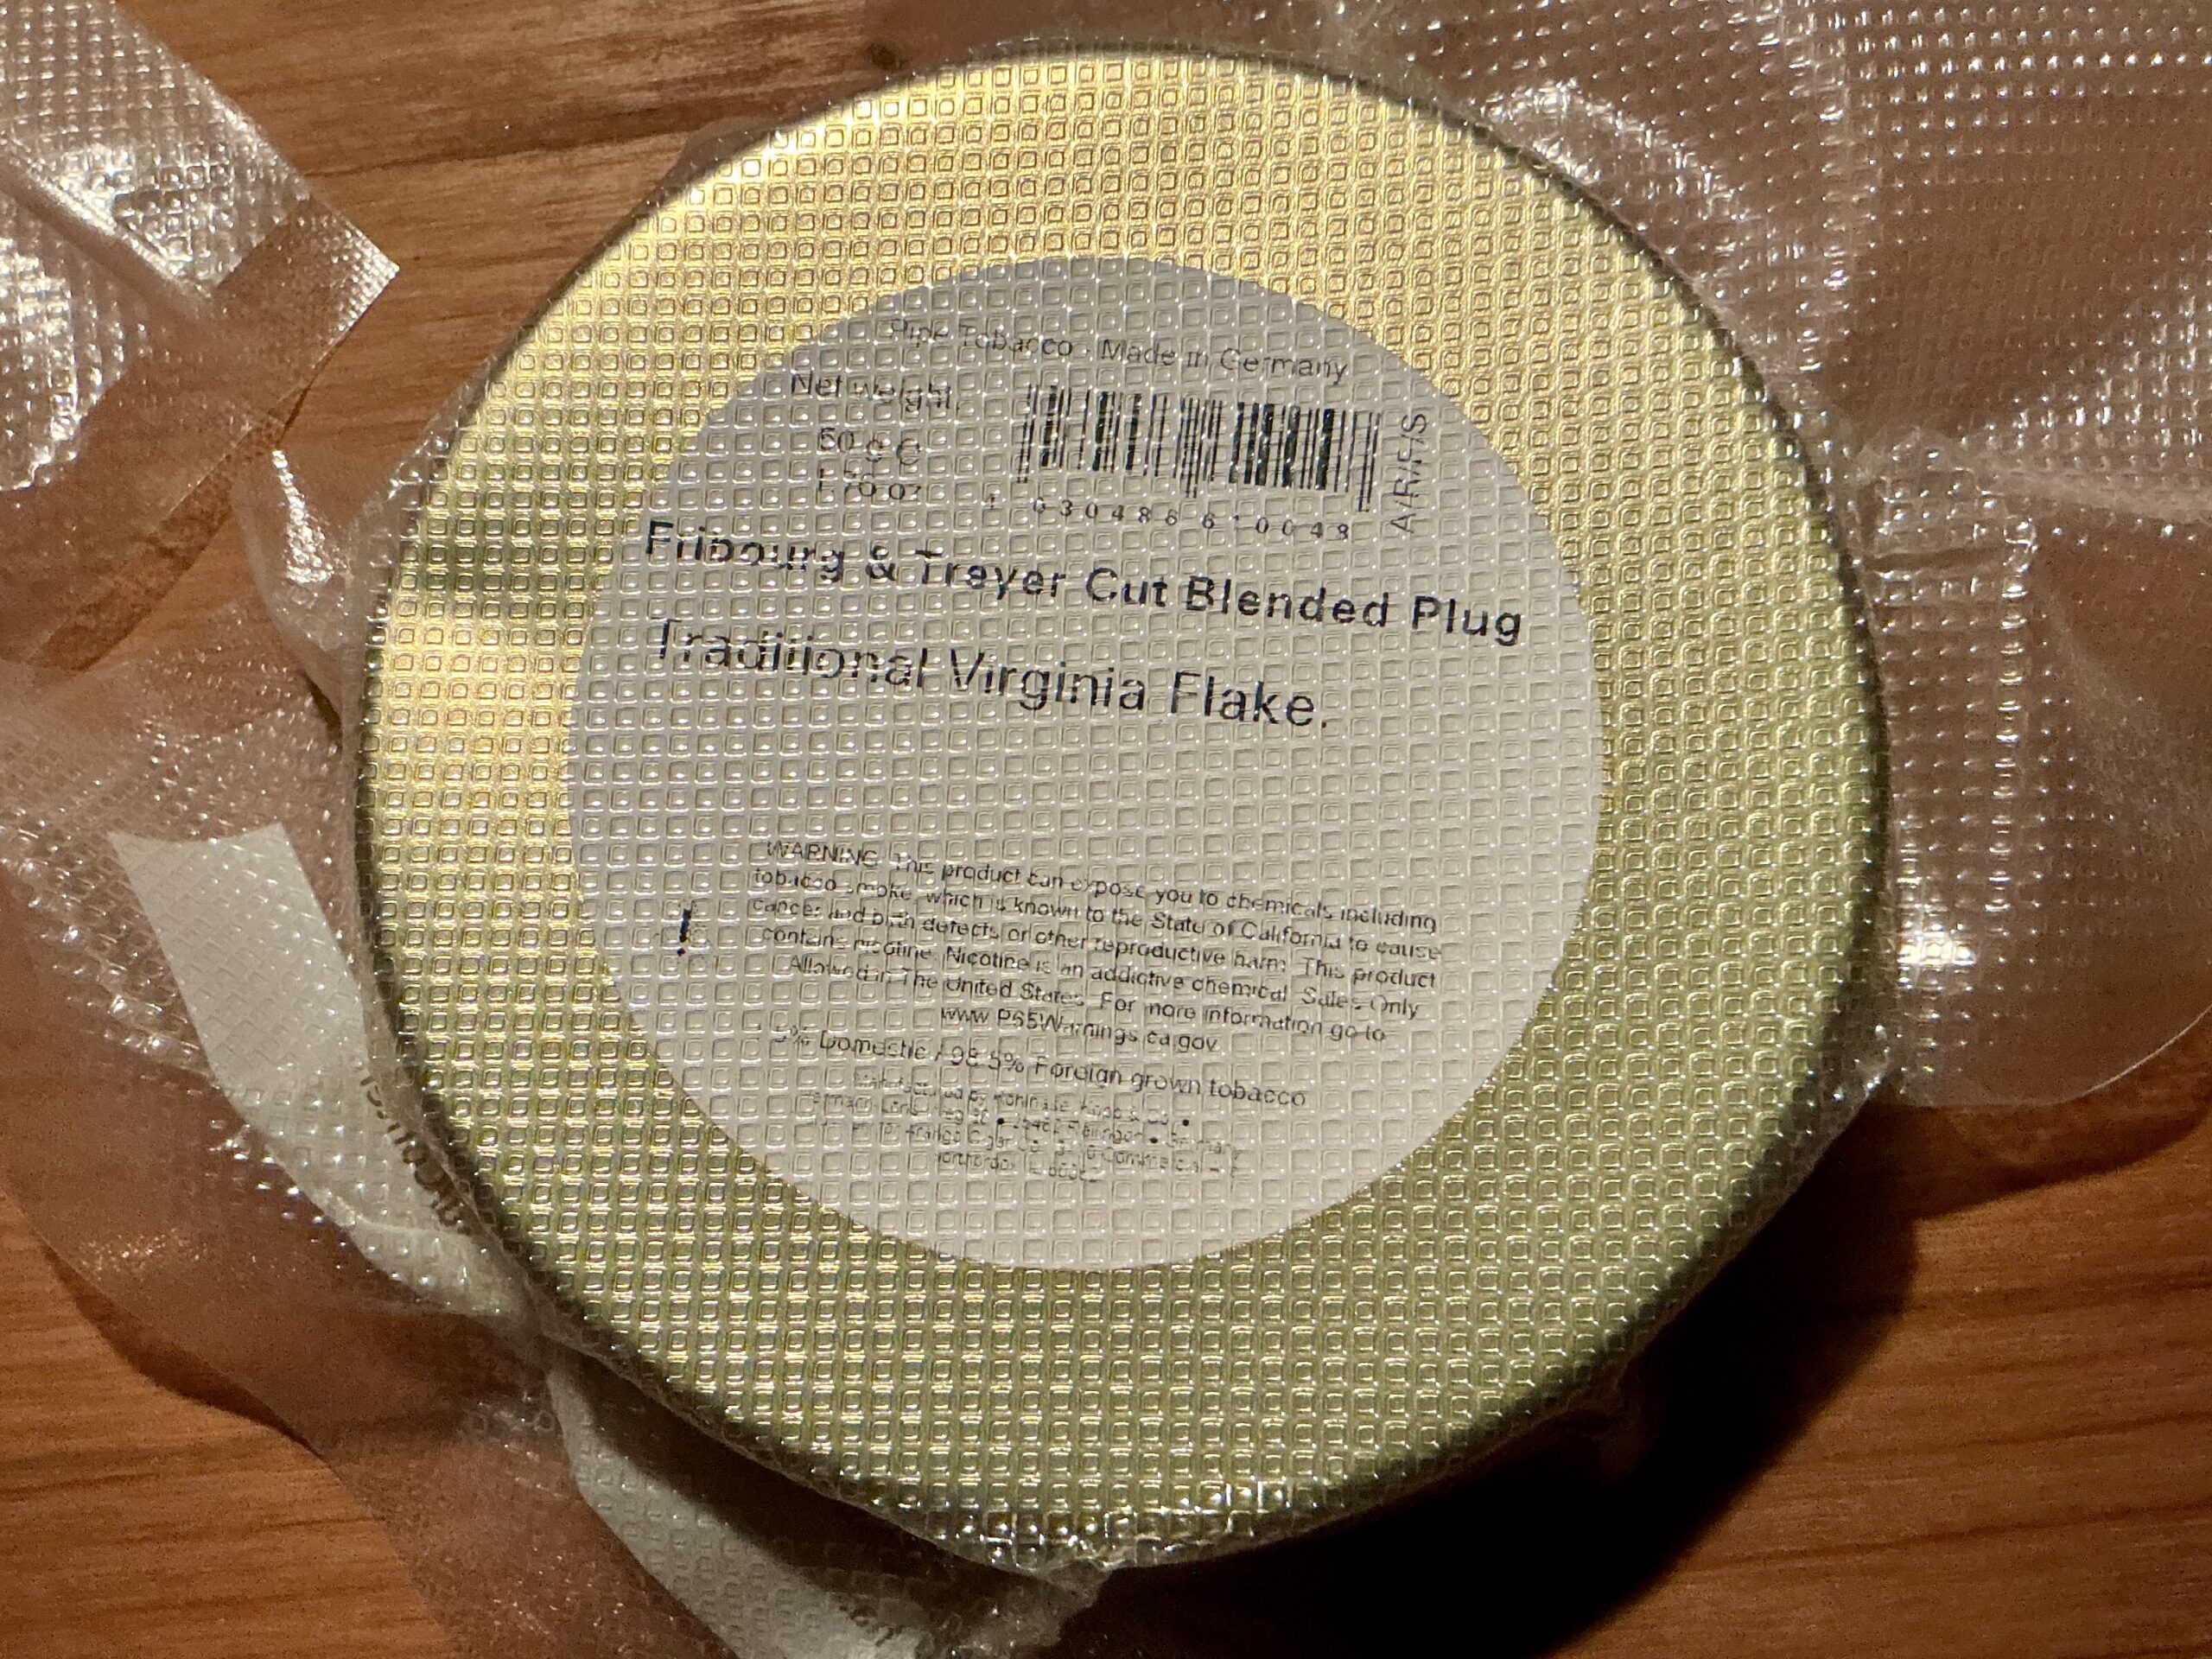 Pipe Tobacco · Made in Germany
Net weight
50 g ℮
1.76 oz
A/R/F/S
Fribourg & Treyer Cut Blended Plug
Traditional Virginia Flake.
WARNING: This product can expose you to chemicals including
tobacco smoke, which is known to the State of California to cause
cancer and birth defects or other reproductive harm. This product
contains nicotine. Nicotine is an addictive chemical. Sales Only
Allowed in The United States. For more information go to
www.P65Warnings.ca.gov
!
% Domestic / 98.5% Foreign grown tobacco